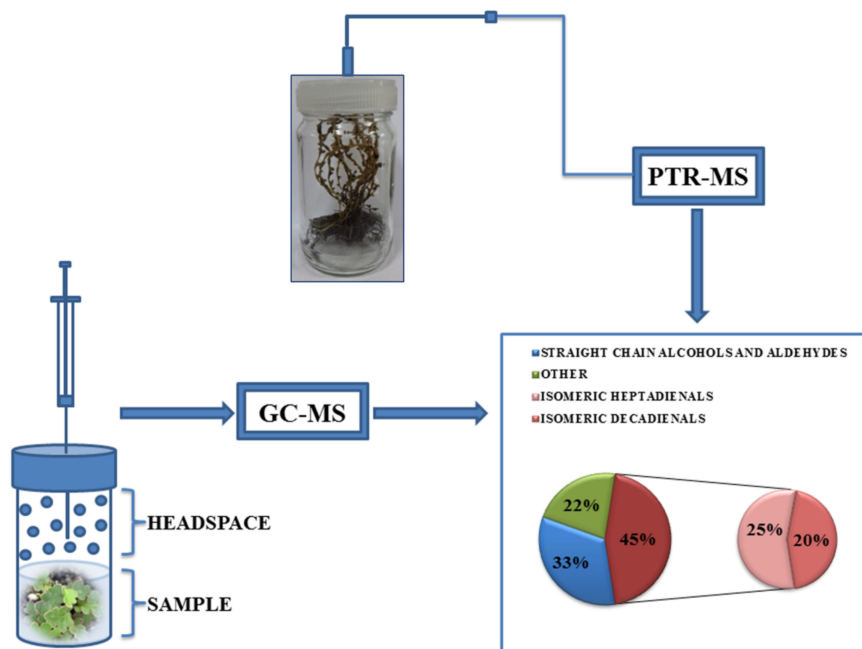 PTR-MS
STRAIGHT CHAIN ALCOHOLS AND ALDEHYDES
OTHER
ISOMERIC HEPTADIENALS
ISOMERIC DECADIENALS
GC-MS
22%
33%
45%
25%
20%
HEADSPACE
SAMPLE